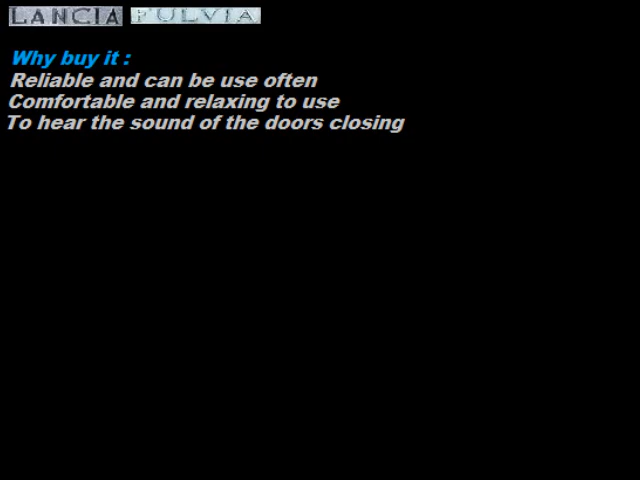 LANCIA FULVIA
Why buy it :
Reliable and can be use often
Comfortable and relaxing to use
To hear the sound of the doors closing